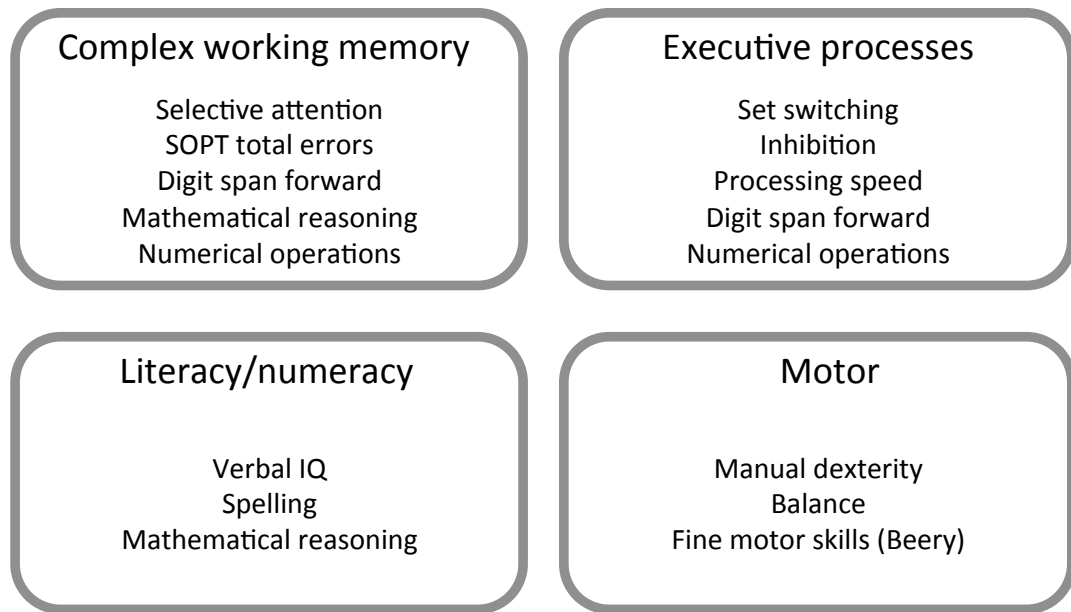 Complex working memory
Selective attention
SOPT total errors
Digit span forward
Mathematical reasoning
Numerical operations
Executive processes
Set switching
Inhibition
Processing speed
Digit span forward
Numerical operations
Literacy/numeracy
Verbal IQ
Spelling
Mathematical reasoning
Motor
Manual dexterity
Balance
Fine motor skills (Beery)